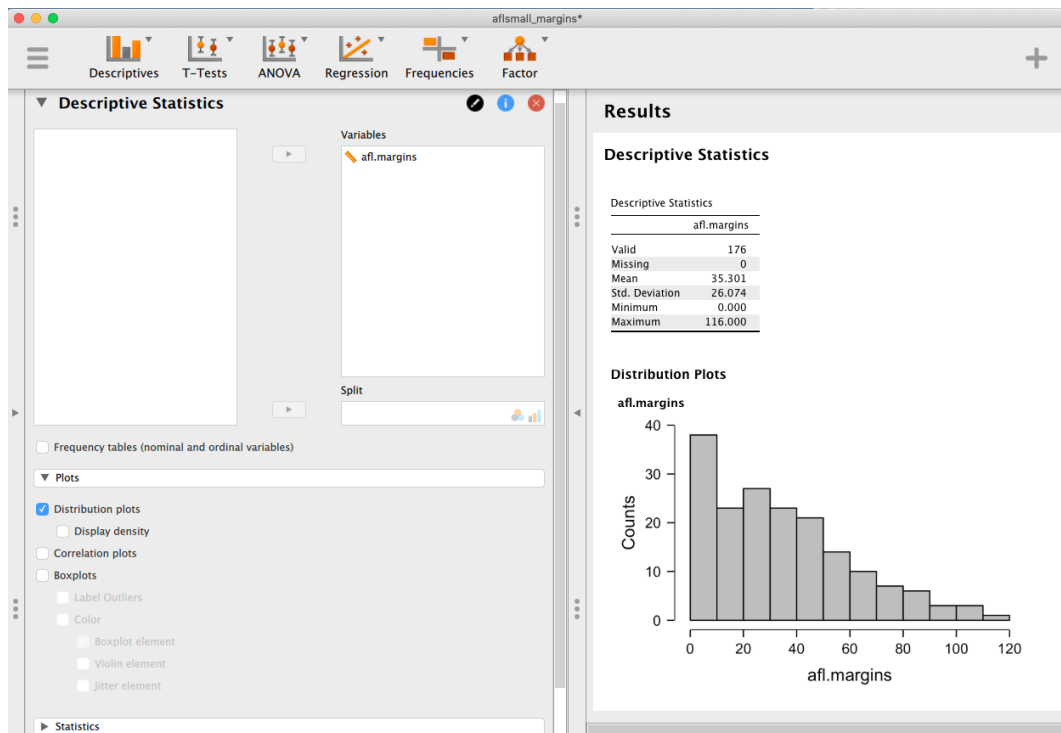 aflsmall_margins*
Descriptives T-Tests ANOVA Regression Frequencies Factor
Descriptive Statistics
Variables
afl.margins
Split
Frequency tables (nominal and ordinal variables)
Plots
Distribution plots
Display density
Correlation plots
Boxplots
Label Outliers
Color
Boxplot element
Violin element
Jitter element
Statistics
Results
Descriptive Statistics
Descriptive Statistics
afl.margins
Valid 176
Missing 0
Mean 35.301
Std. Deviation 26.074
Minimum 0.000
Maximum 116.000
Distribution Plots
afl.margins
40
30
20
10
0
Counts
0 20 40 60 80 100 120
afl.margins